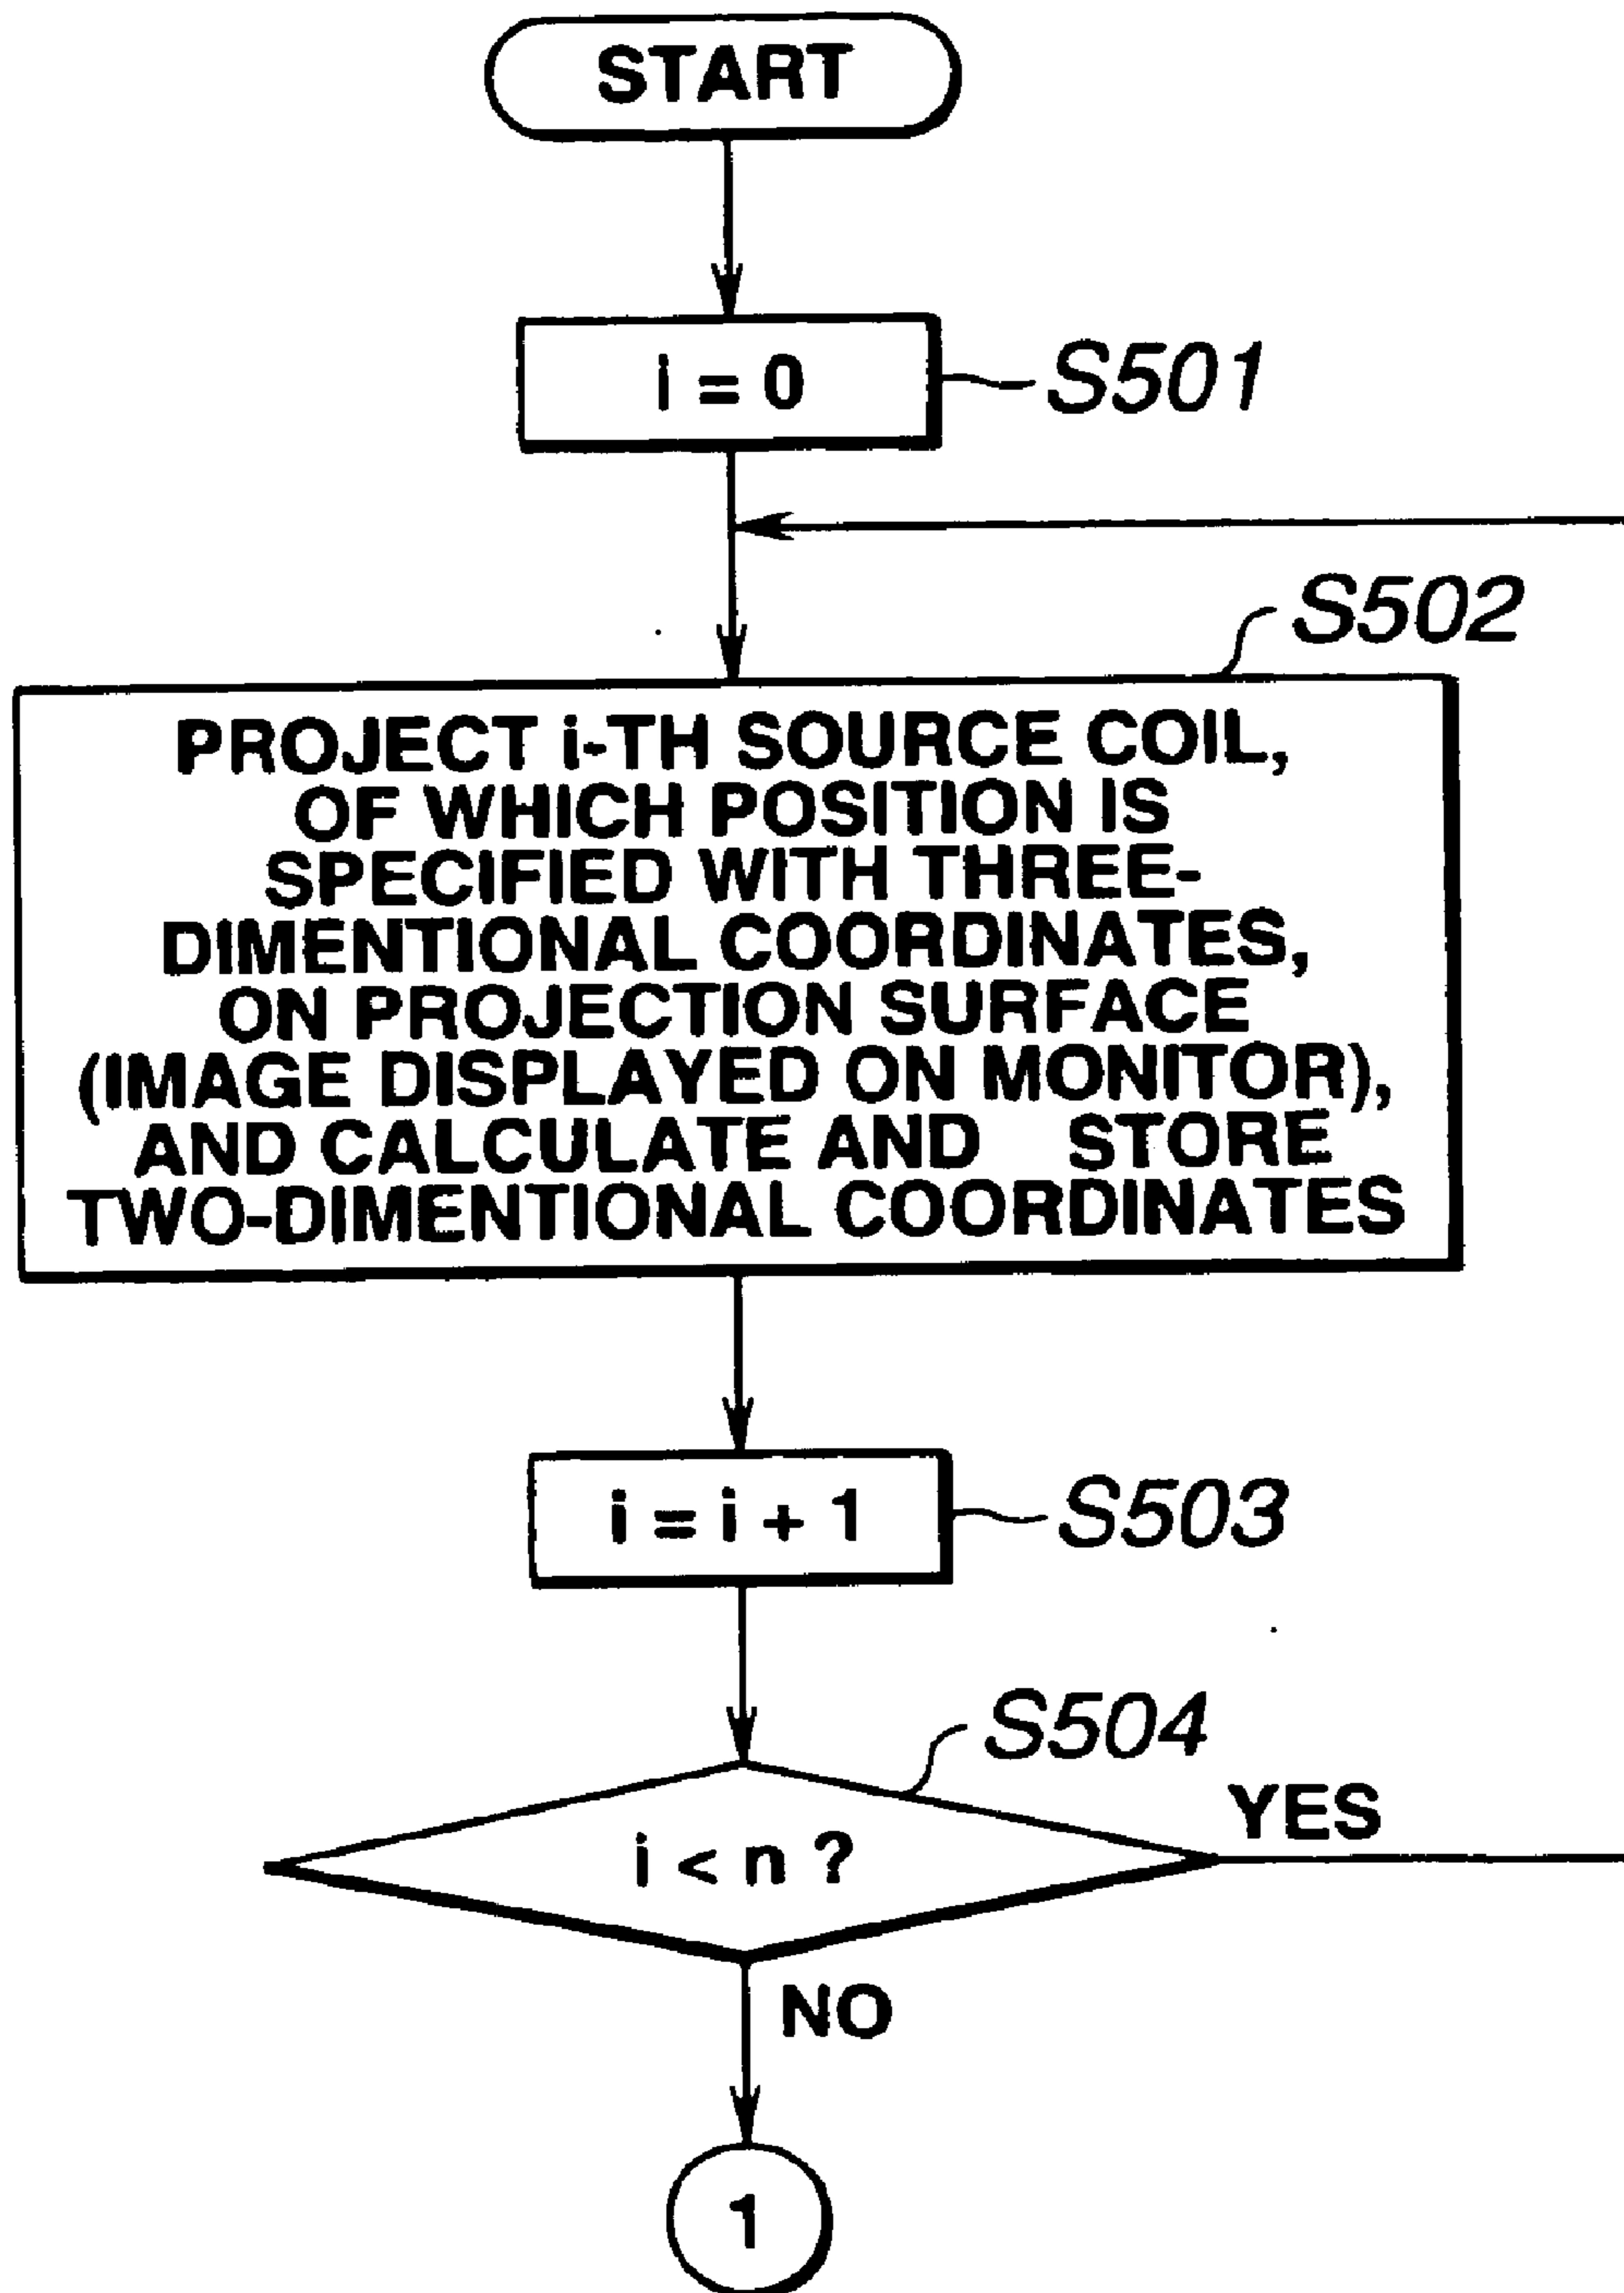 START
i = 0
S501
S502
PROJECT i-TH SOURCE COIL,
OF WHICH POSITION IS
SPECIFIED WITH THREE-
DIMENTIONAL COORDINATES,
ON PROJECTION SURFACE
(IMAGE DISPLAYED ON MONITOR),
AND CALCULATE AND STORE
TWO-DIMENTIONAL COORDINATES
i = i + 1
S503
S504
i < n ?
YES
NO
1